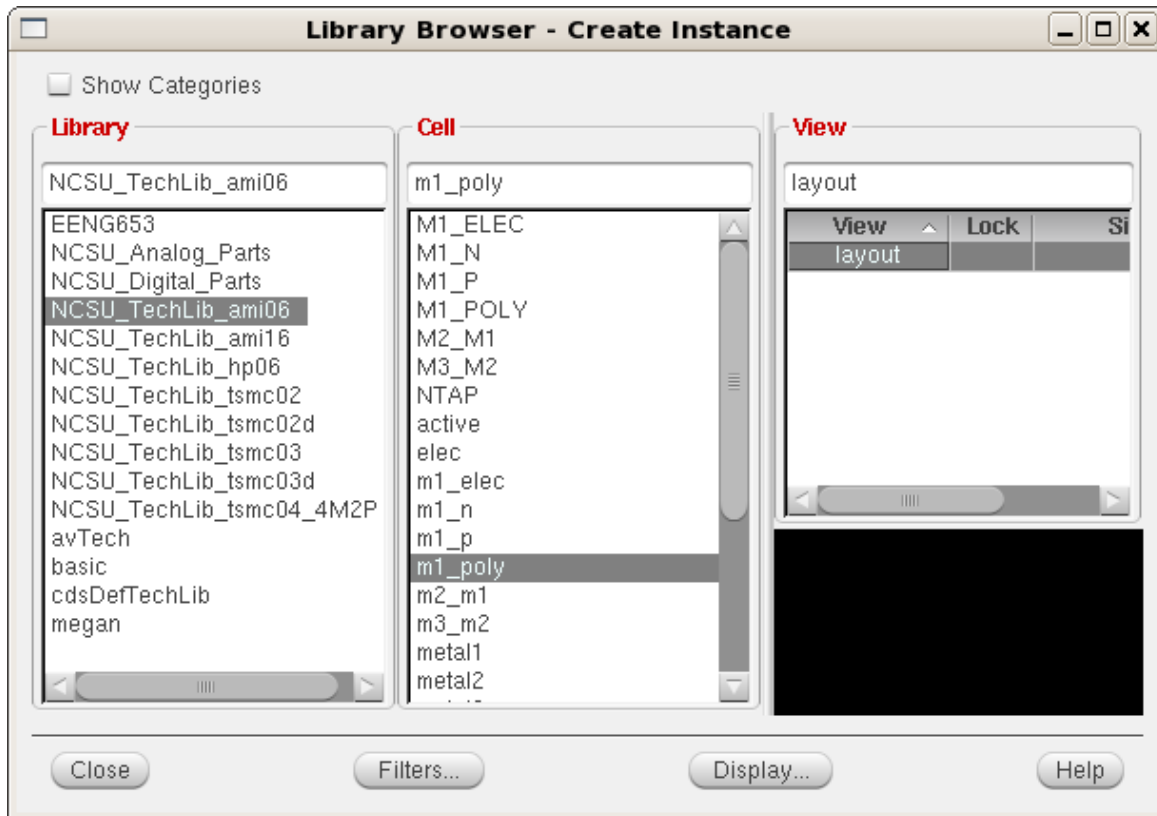 Library Browser - Create Instance
Show Categories
Library
NCSU_TechLib_ami06
EENG653
NCSU_Analog_Parts
NCSU_Digital_Parts
NCSU_TechLib_ami06
NCSU_TechLib_ami16
NCSU_TechLib_hp06
NCSU_TechLib_tsmc02
NCSU_TechLib_tsmc02d
NCSU_TechLib_tsmc03
NCSU_TechLib_tsmc03d
NCSU_TechLib_tsmc04_4M2P
avTech
basic
cdsDefTechLib
megan
Cell
m1_poly
M1_ELEC
M1_N
M1_P
M1_POLY
M2_M1
M3_M2
NTAP
active
elec
m1_elec
m1_n
m1_p
m1_poly
m2_m1
m3_m2
metal1
metal2
View
layout
View Lock Si
layout
Close Filters... Display... Help